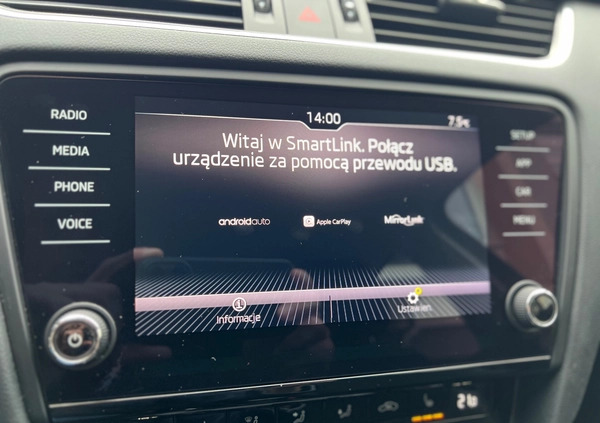 14:00
7.5°C
Witaj w SmartLink. Połącz
urządzenie za pomocą przewodu USB.
androidauto
Apple CarPlay
MirrorLink
Informacje
Ustawien.
RADIO
MEDIA
PHONE
VOICE
SETUP
APP
CAR
MENU